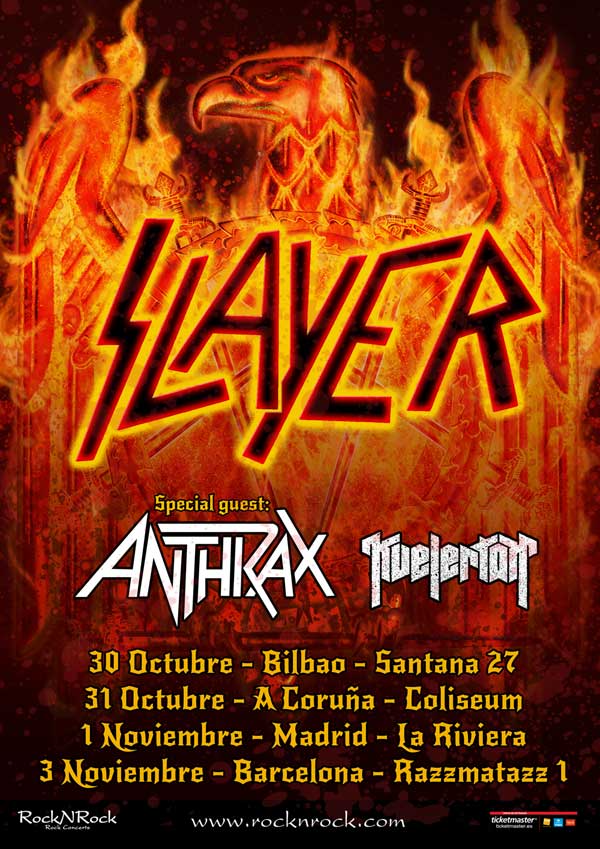 SLAYER
Special guest:
ANTHRAX
Kvelertak
30 Octubre - Bilbao - Santana 27
31 Octubre - A Coruña - Coliseum
1 Noviembre - Madrid - La Riviera
3 Noviembre - Barcelona - Razzmatazz 1
RockNRock
Rock Concerts
www.rocknrock.com
ticketmaster
ticketmaster.es